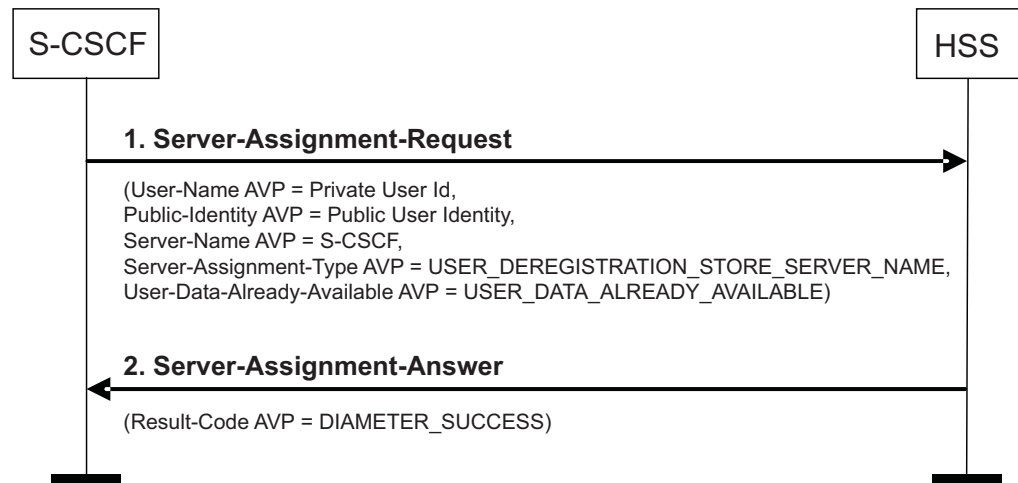 S-CSCF
HSS
1. Server-Assignment-Request
(User-Name AVP = Private User Id,
Public-Identity AVP = Public User Identity,
Server-Name AVP = S-CSCF,
Server-Assignment-Type AVP = USER_DEREGISTRATION_STORE_SERVER_NAME,
User-Data-Already-Available AVP = USER_DATA_ALREADY_AVAILABLE)
2. Server-Assignment-Answer
(Result-Code AVP = DIAMETER_SUCCESS)